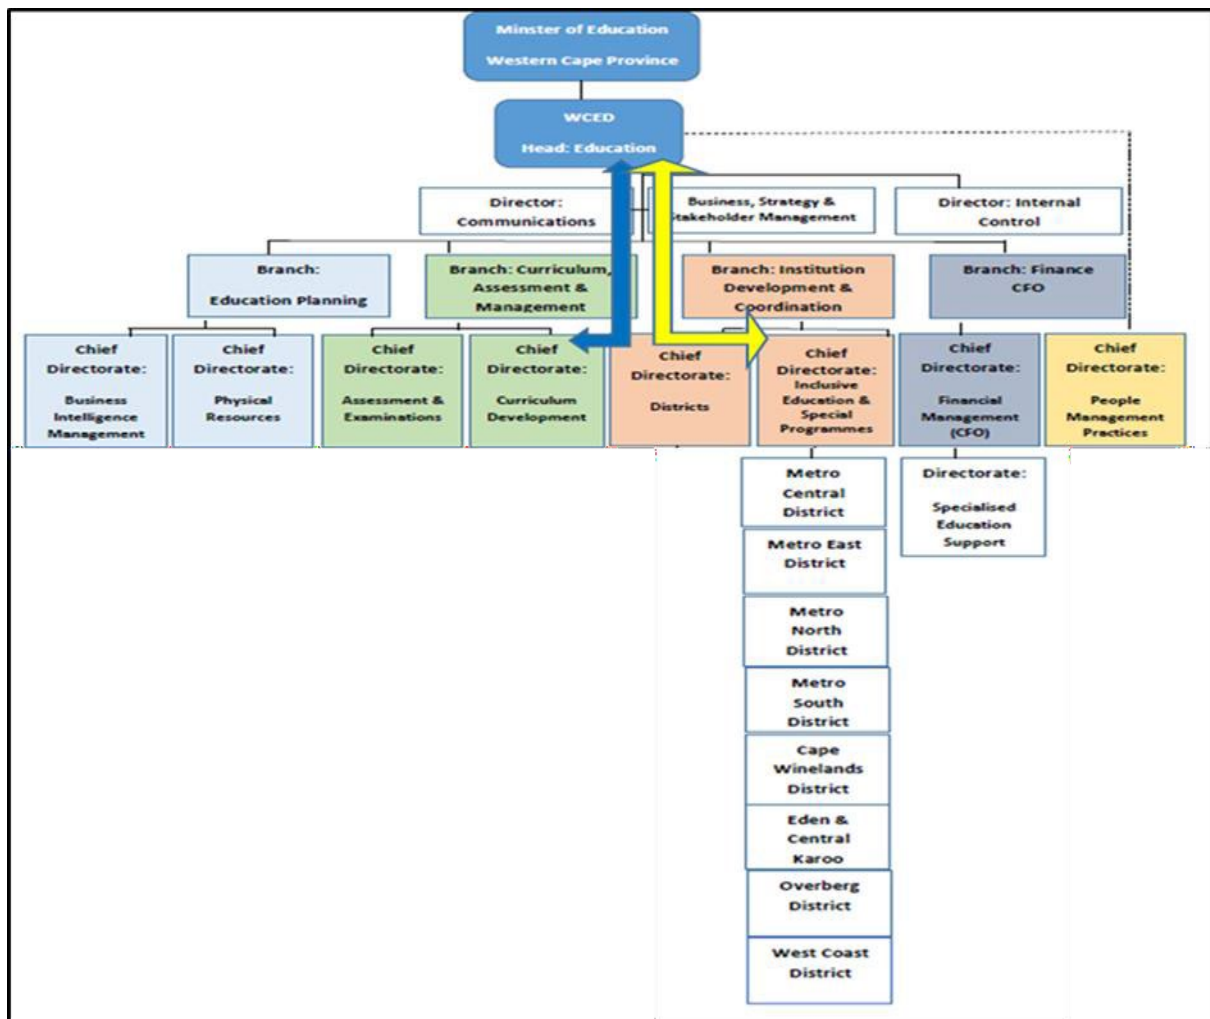 Minster of Education
Western Cape Province
WCED
Head: Education
Director:
Communications
Business, Strategy &
Stakeholder Management
Director: Internal
Control
Branch:
Education Planning
Branch: Curriculum,
Assessment &
Management
Branch: Institution
Development &
Coordination
Branch: Finance
CFO
Chief
Directorate:
Business
Intelligence
Management
Chief
Directorate:
Physical
Resources
Chief
Directorate:
Assessment &
Examinations
Chief
Directorate:
Curriculum
Development
Chief
Directorate:
Districts
Chief
Directorate:
Inclusive
Education &
Special
Programmes
Chief
Directorate:
Financial
Management
(CFO)
Chief
Directorate:
People
Management
Practices
Metro
Central
District
Directorate:
Specialised
Education
Support
Metro East
District
Metro
North
District
Metro
South
District
Cape
Winelands
District
Eden &
Central
Karoo
Overberg
District
West Coast
District